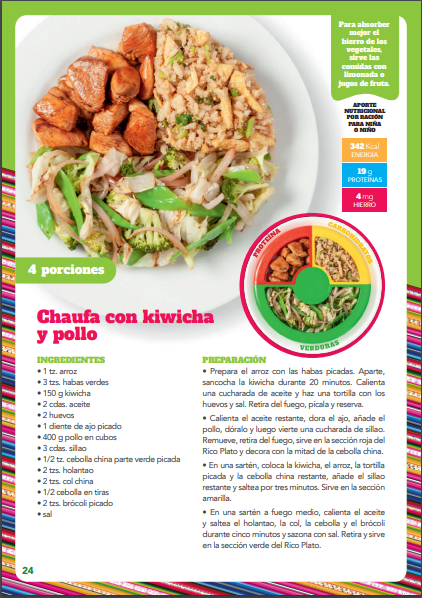 Para absorber
mejor el
hierro de los
vegetales,
sirve las
comidas con
limonada o
jugos de fruta.
APORTE
NUTRICIONAL
POR RACIÓN
PARA NIÑA
O NIÑO
342 Kcal
ENERGÍA
19 g
PROTEÍNAS
4 mg
HIERRO
4 porciones
PROTEÍNA
CARBOHIDRATOS
VERDURAS
Chaufa con kiwicha
y pollo
INGREDIENTES
• 1 tz. arroz
• 3 tzs. habas verdes
• 150 g kiwicha
• 2 cdas. aceite
• 2 huevos
• 1 diente de ajo picado
• 400 g pollo en cubos
• 3 cdas. sillao
• 1/2 tz. cebolla china parte verde picada
• 2 tzs. holantao
• 2 tzs. col china
• 1/2 cebolla en tiras
• 2 tzs. brócoli picado
• sal
PREPARACIÓN
• Prepara el arroz con las habas picadas. Aparte,
sancocha la kiwicha durante 20 minutos. Calienta
una cucharada de aceite y haz una tortilla con los
huevos y sal. Retira del fuego, pícala y reserva.
• Calienta el aceite restante, dora el ajo, añade el
pollo, dóralo y luego vierte una cucharada de sillao.
Remueve, retira del fuego, sirve en la sección roja del
Rico Plato y decora con la mitad de la cebolla china.
• En una sartén, coloca la kiwicha, el arroz, la tortilla
picada y la cebolla china restante, añade el sillao
restante y saltea por tres minutos. Sirve en la sección
amarilla.
• En una sartén a fuego medio, calienta el aceite
y saltea el holantao, la col, la cebolla y el brócoli
durante cinco minutos y sazona con sal. Retira y sirve
en la sección verde del Rico Plato.
24